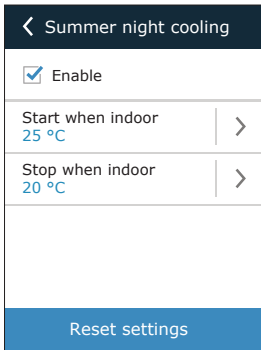 Summer night cooling
Enable
Start when indoor
25 °C
Stop when indoor
20 °C
Reset settings